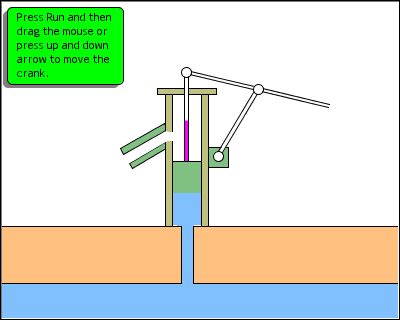 Press Run and then
drag the mouse or
press up and down
arrow to move the
crank.